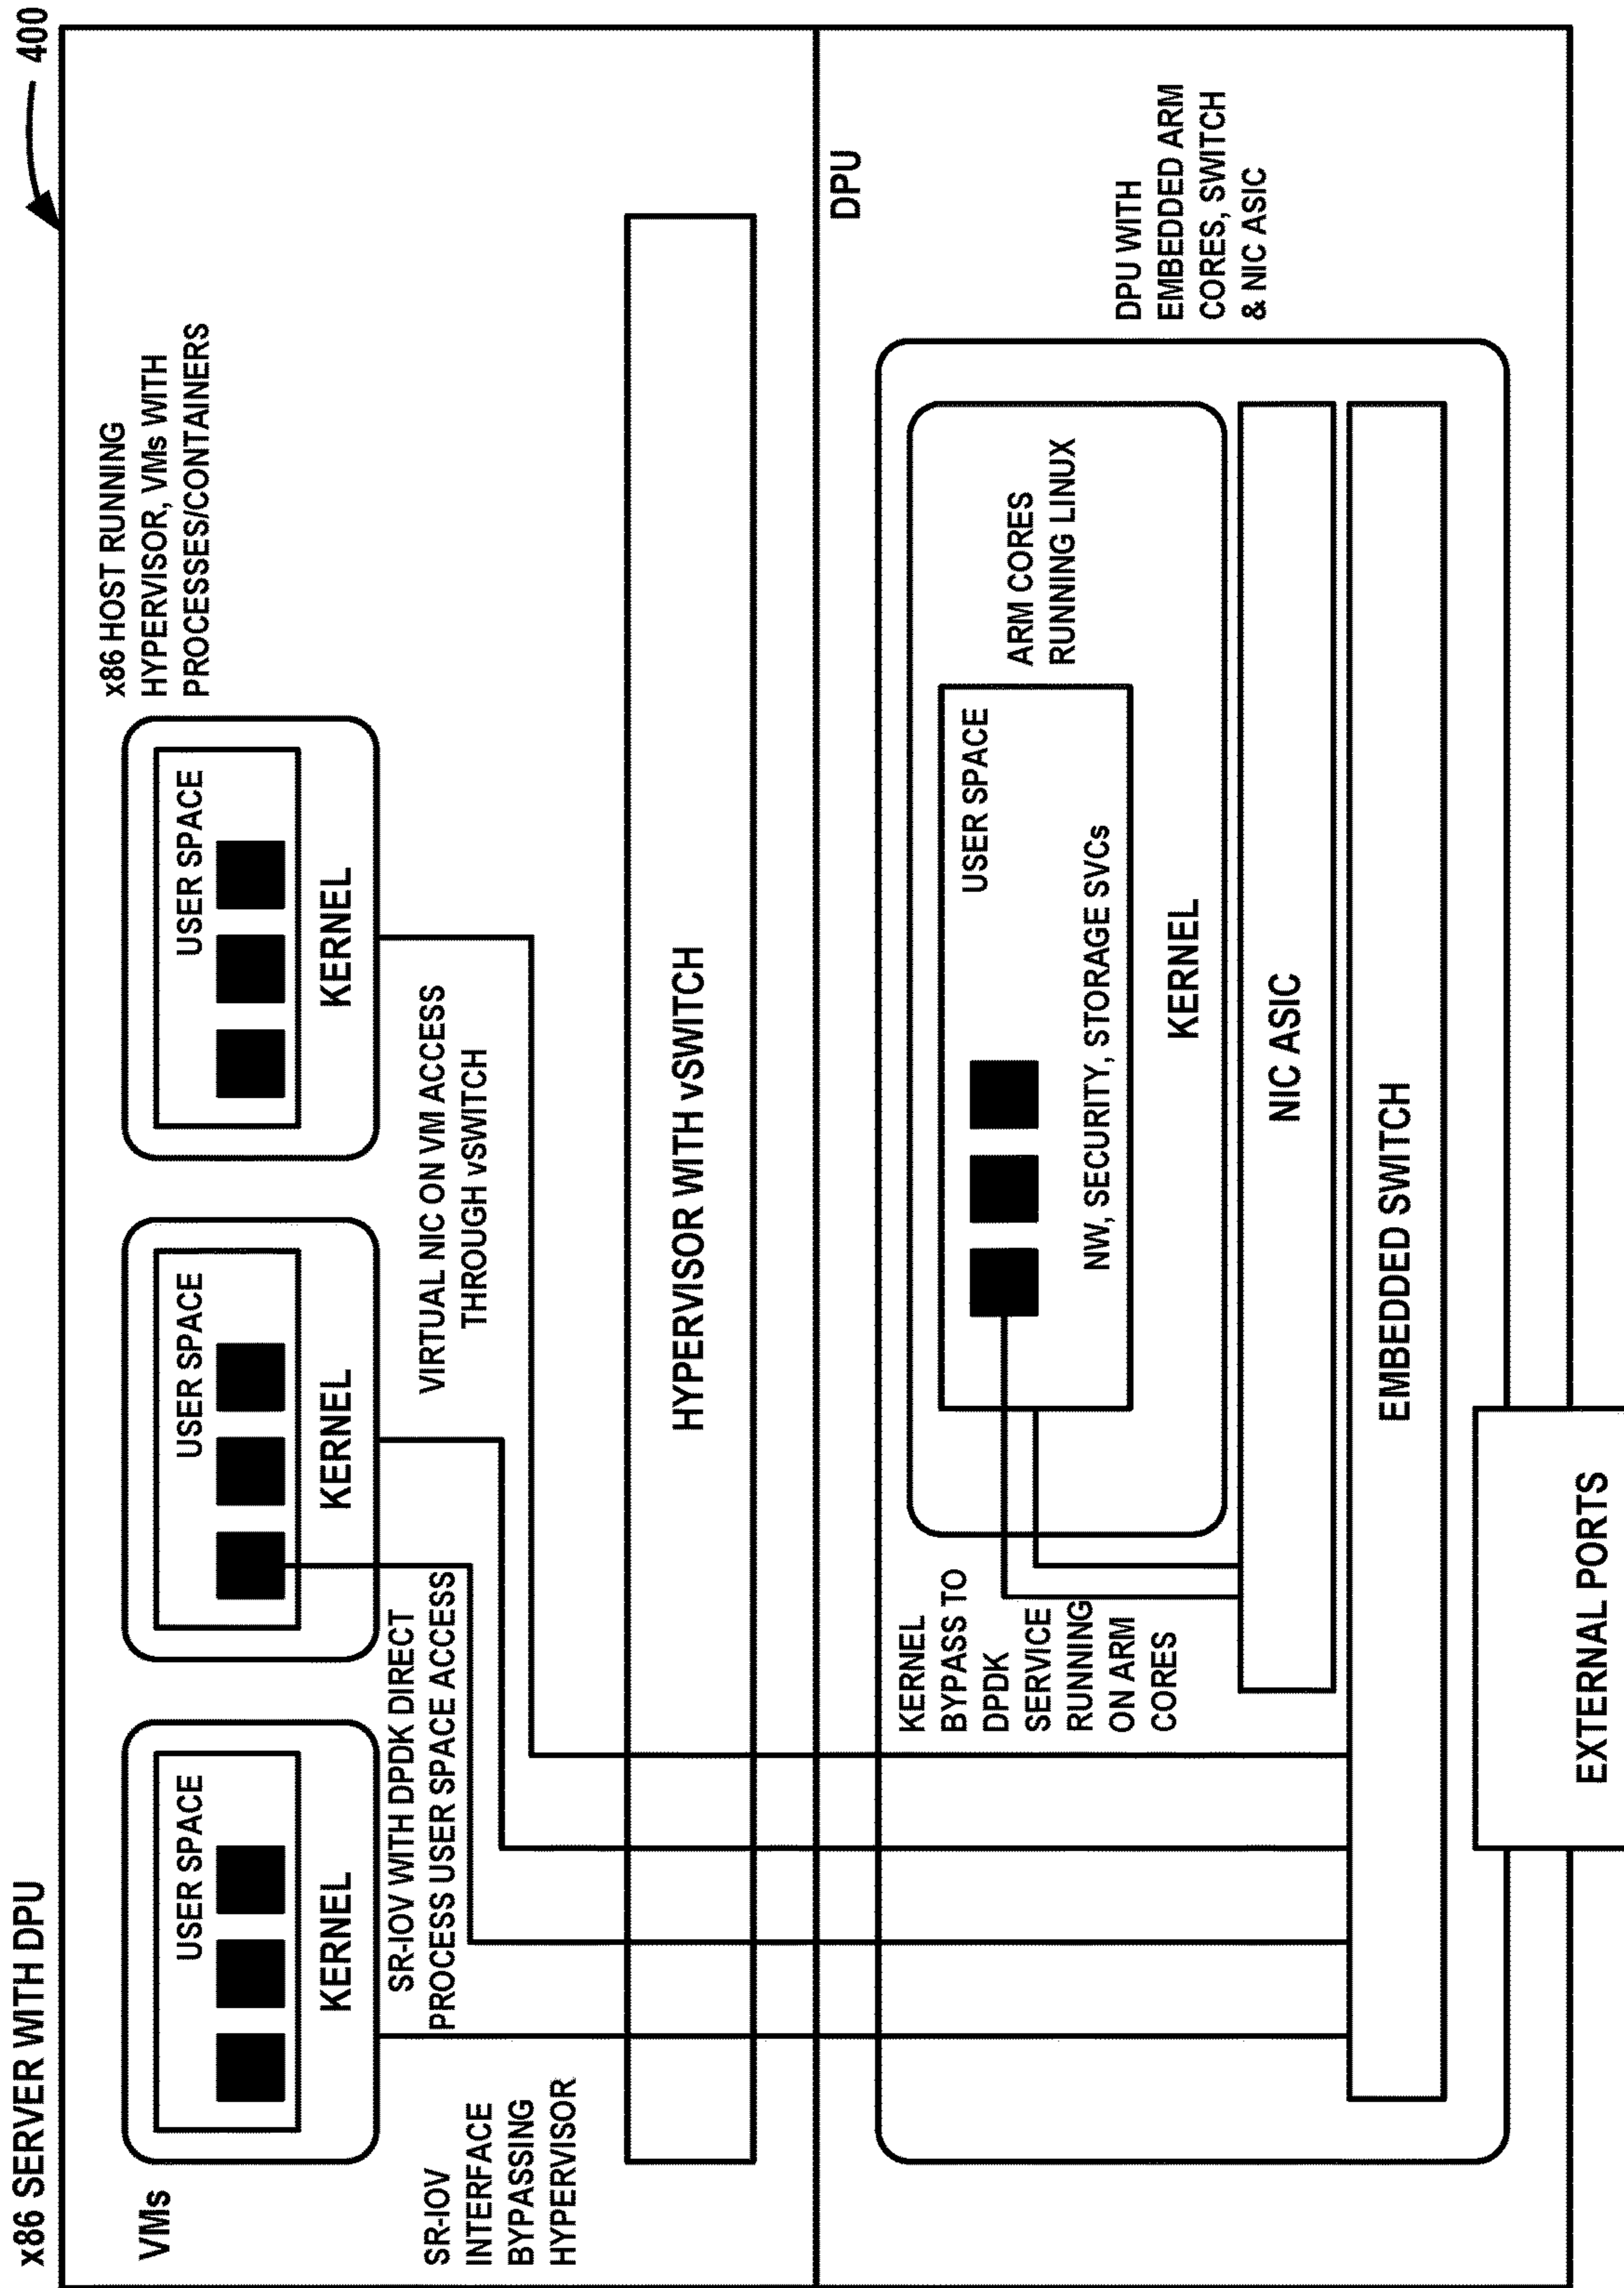 x86 SERVER WITH DPU
400
VMs
USER SPACE
KERNEL
USER SPACE
KERNEL
USER SPACE
KERNEL
x86 HOST RUNNING
HYPERVISOR, VMs WITH
PROCESSES/CONTAINERS
SR-IOV
INTERFACE
BYPASSING
HYPERVISOR
SR-IOV WITH DPDK DIRECT
PROCESS USER SPACE ACCESS
VIRTUAL NIC ON VM ACCESS
THROUGH vSWITCH
HYPERVISOR WITH vSWITCH
DPU
KERNEL
BYPASS TO
DPDK
SERVICE
RUNNING
ON ARM
CORES
USER SPACE
NW, SECURITY, STORAGE SVCs
KERNEL
ARM CORES
RUNNING LINUX
DPU WITH
EMBEDDED ARM
CORES, SWITCH
& NIC ASIC
NIC ASIC
EMBEDDED SWITCH
EXTERNAL PORTS